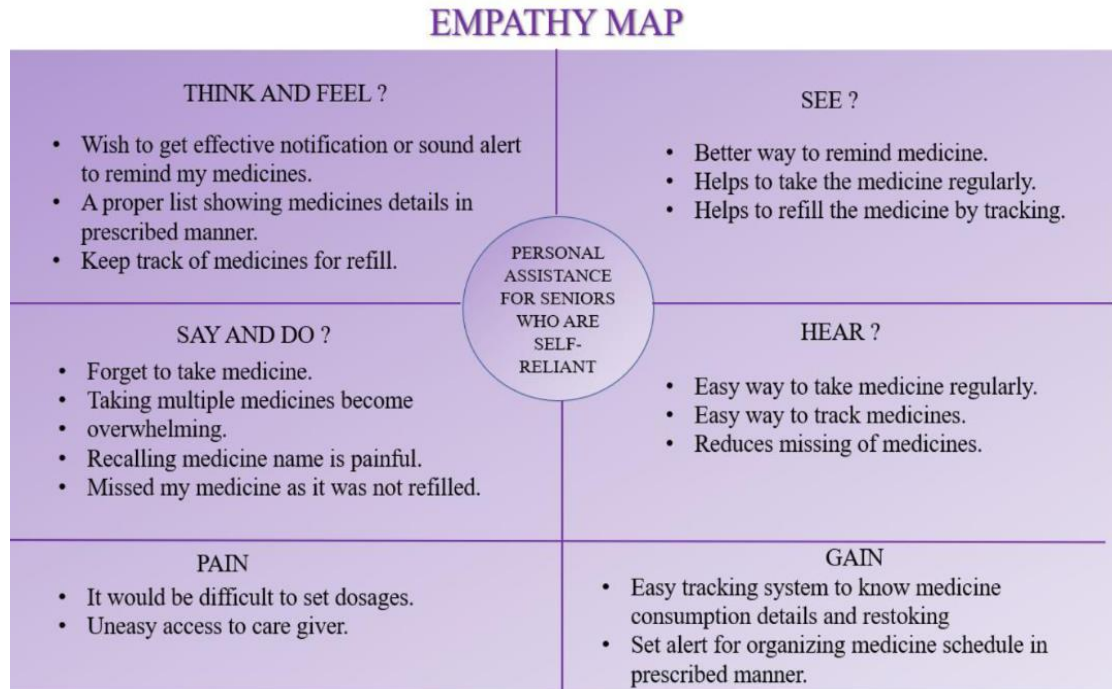 EMPATHY MAP
THINK AND FEEL ?
• Wish to get effective notification or sound alert
to remind my medicines.
• A proper list showing medicines details in
prescribed manner.
• Keep track of medicines for refill.
SEE ?
• Better way to remind medicine.
• Helps to take the medicine regularly.
• Helps to refill the medicine by tracking.
PERSONAL
ASSISTANCE
FOR SENIORS
WHO ARE
SELF-
RELIANT
SAY AND DO ?
• Forget to take medicine.
• Taking multiple medicines become
• overwhelming.
• Recalling medicine name is painful.
• Missed my medicine as it was not refilled.
HEAR ?
• Easy way to take medicine regularly.
• Easy way to track medicines.
• Reduces missing of medicines.
PAIN
• It would be difficult to set dosages.
• Uneasy access to care giver.
GAIN
• Easy tracking system to know medicine
consumption details and restoking
• Set alert for organizing medicine schedule in
prescribed manner.